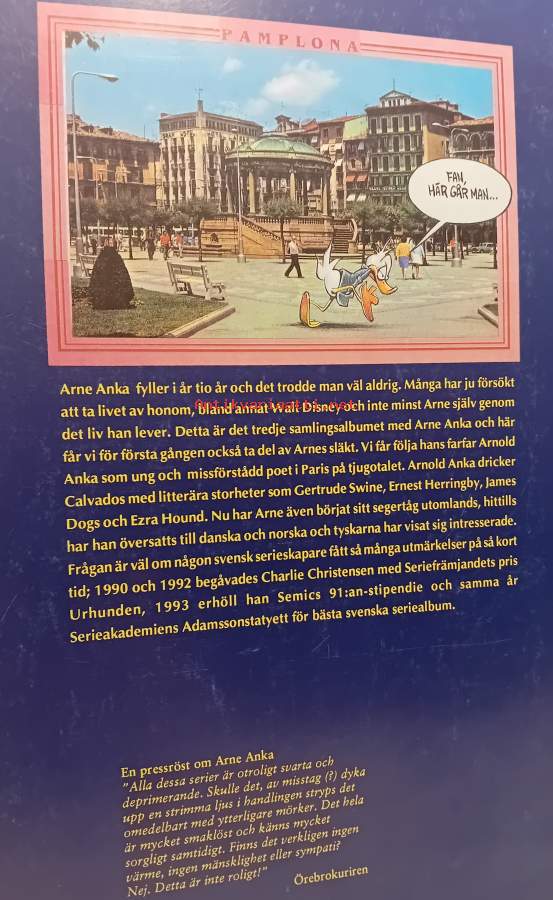 PAMPLONA
FAN,
HÄR GÅR MAN...
Arne Anka fyller i år tio år och det trodde man väl aldrig. Många har ju försökt
att ta livet av honom, bland annat Walt Disney och inte minst Arne själv genom
det liv han lever. Detta är det tredje samlingsalbumet med Arne Anka och här
får vi för första gången också ta del av Arnes släkt. Vi får följa hans farfar Arnold
Anka som ung och missförstådd poet i Paris på tjugotalet. Arnold Anka dricker
Calvados med litterära storheter som Gertrude Swine, Ernest Herringby, James
Dogs och Ezra Hound. Nu har Arne även börjat sitt segertåg utomlands, hittills
har han översatts till danska och norska och tyskarna har visat sig intresserade.
Frågan är väl om någon svensk serieskapare fått så många utmärkelser på så kort
tid; 1990 och 1992 begåvades Charlie Christensen med Seriefrämjandets pris
Urhunden, 1993 erhöll han Semics 91:an-stipendie och samma år
Serieakademiens Adamssonstatyett för bästa svenska seriealbum.
En pressröst om Arne Anka
"Alla dessa serier är otroligt svarta och
deprimerande. Skulle det, av misstag (?) dyka
upp en strimma ljus i handlingen stryps det
omedelbart med ytterligare mörker. Det hela
är mycket smaklöst och känns mycket
sorgligt samtidigt. Finns det verkligen ingen
värme, ingen mänsklighet eller sympati?
Nej. Detta är inte roligt!"
Örebrokuriren